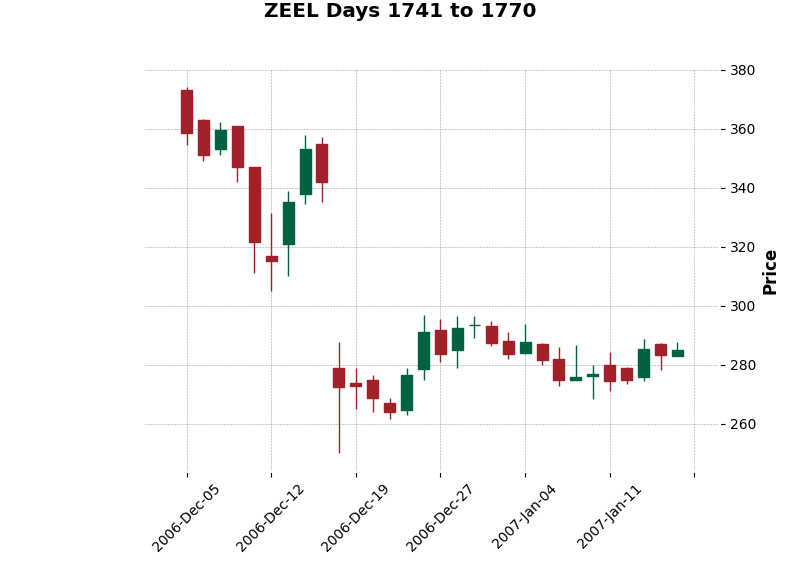 ZEEL Days 1741 to 1770
380
360
340
320
300
280
260
Price
2006-Dec-05
2006-Dec-12
2006-Dec-19
2006-Dec-27
2007-Jan-04
2007-Jan-11